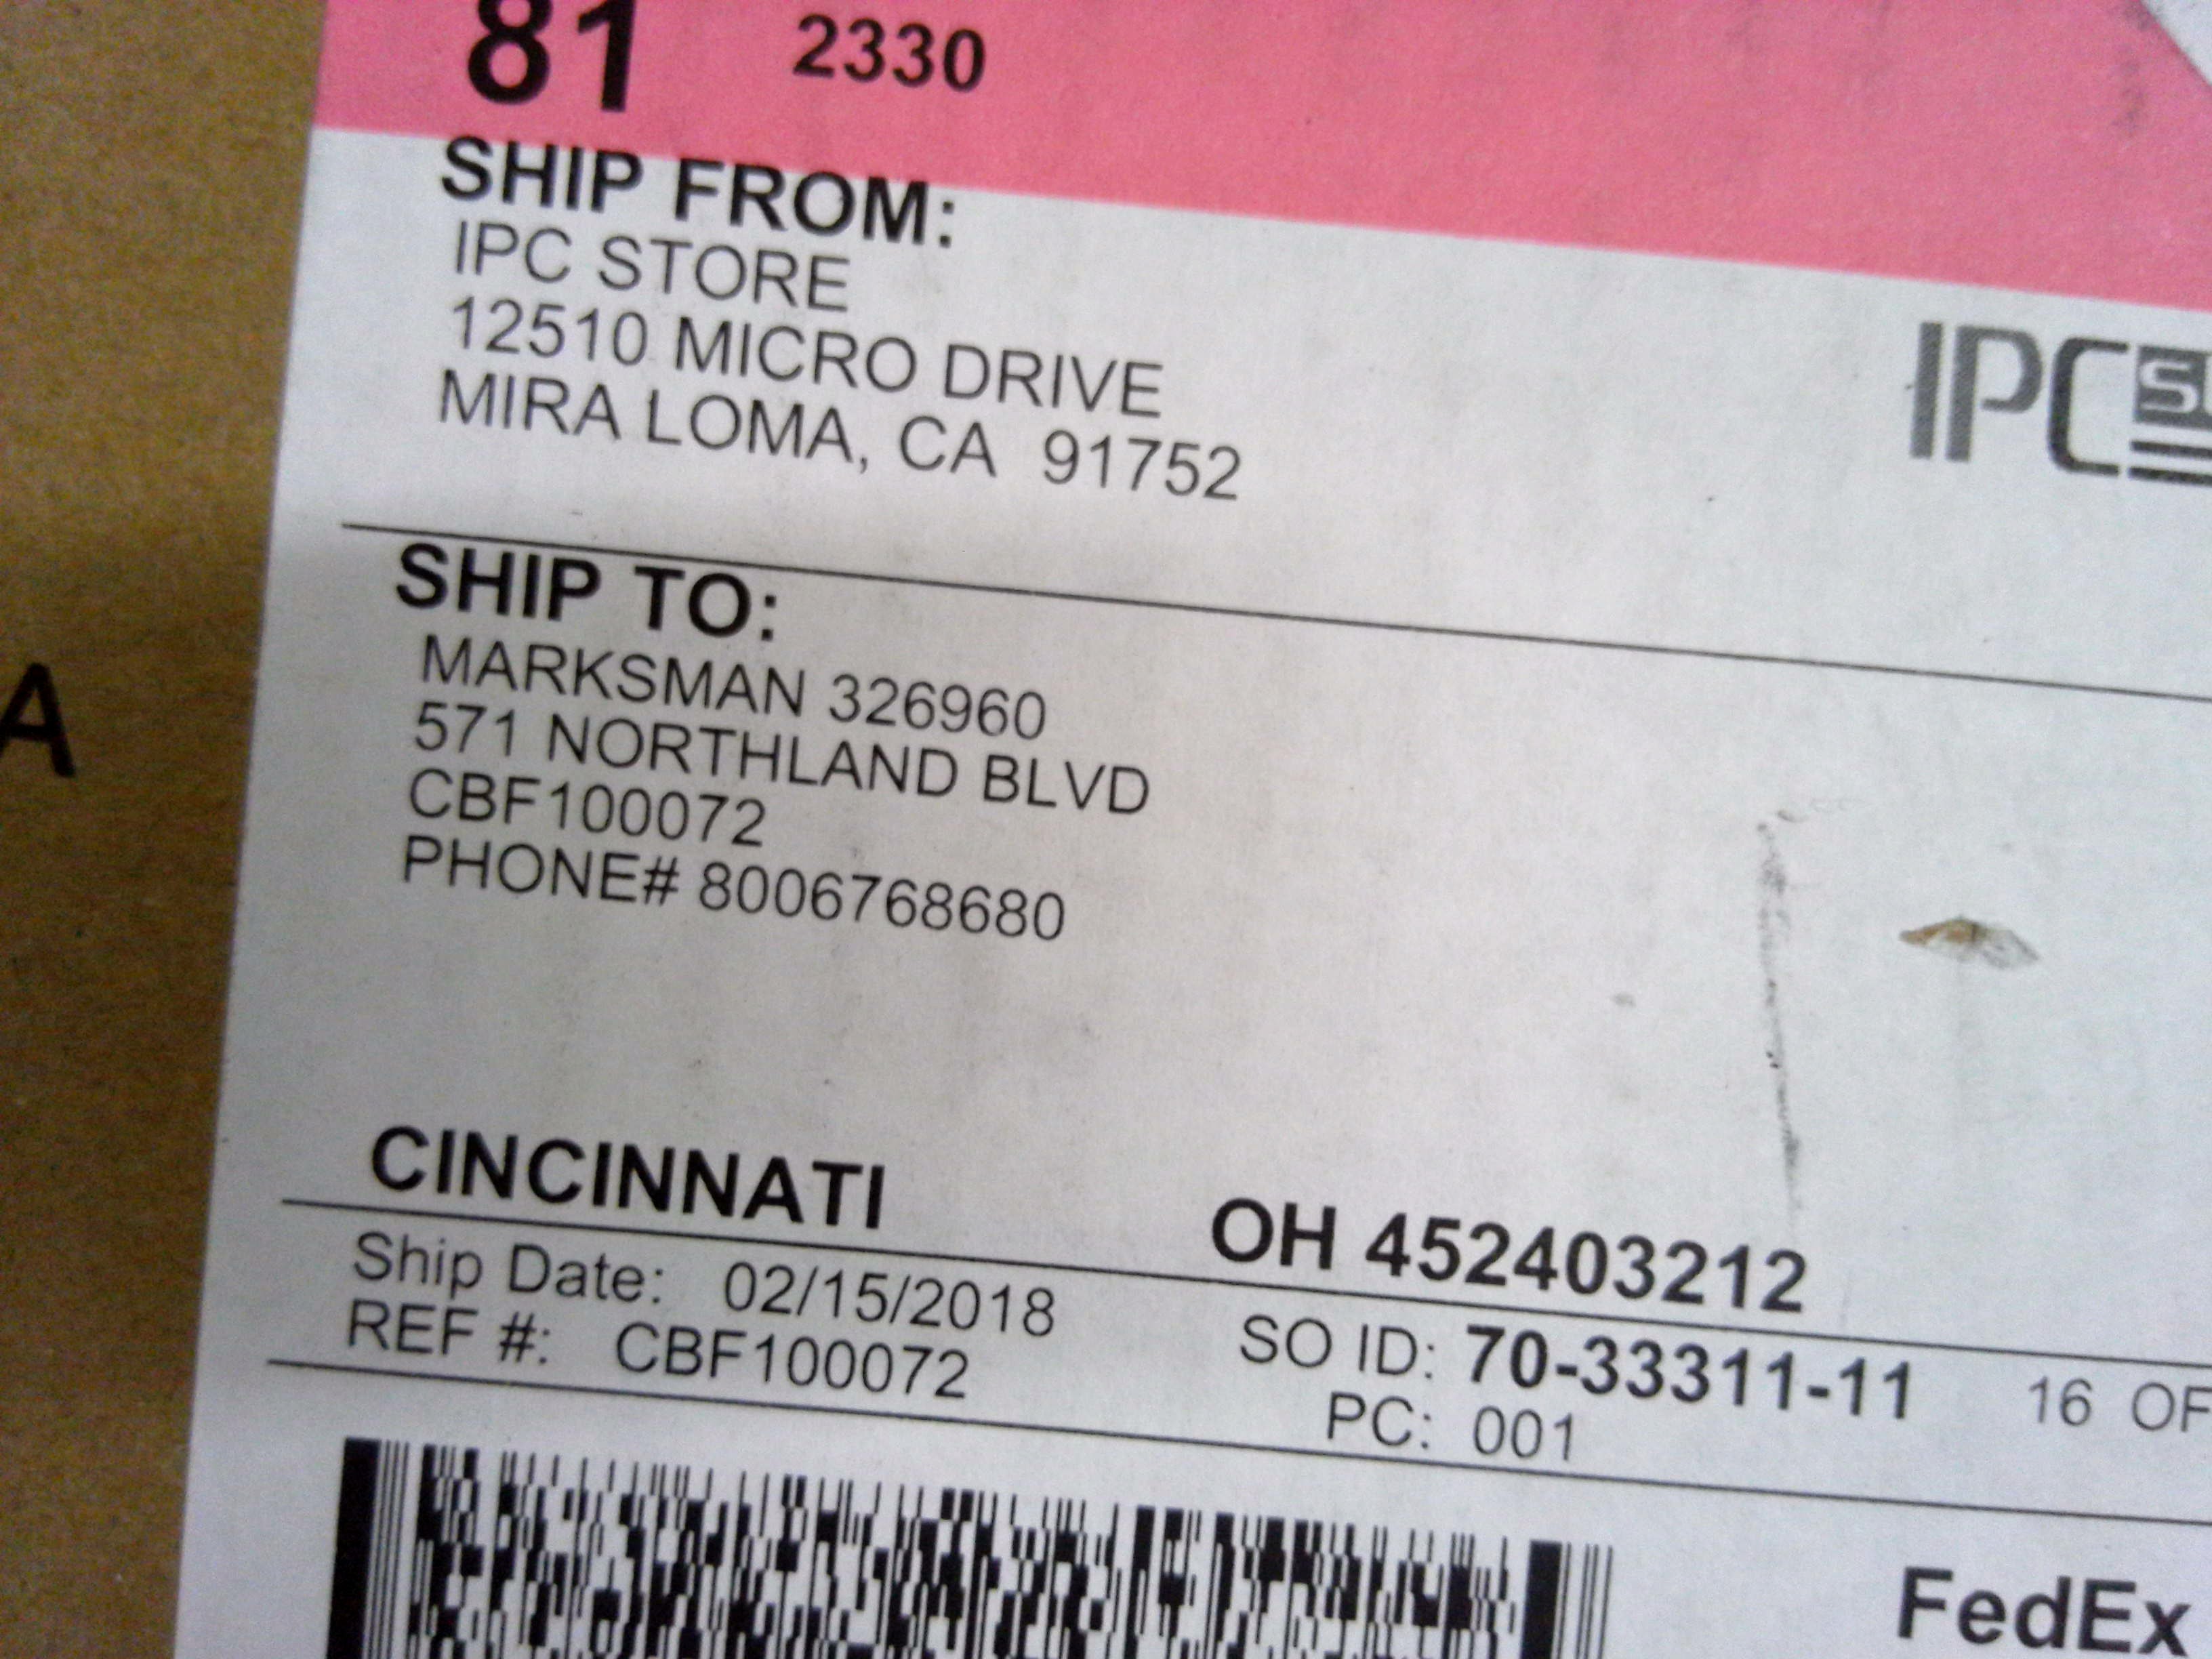 81 2330
SHIP FROM:
IPC STORE
12510 MICRO DRIVE
MIRA LOMA, CA 91752
IPC
SHIP TO:
MARKSMAN 326960
571 NORTHLAND BLVD
CBF100072
PHONE# 8006768680
A
CINCINNATI OH 452403212
Ship Date: 02/15/2018
REF #: CBF100072
SO ID: 70-33311-11 16 OF
PC: 001
FedEx